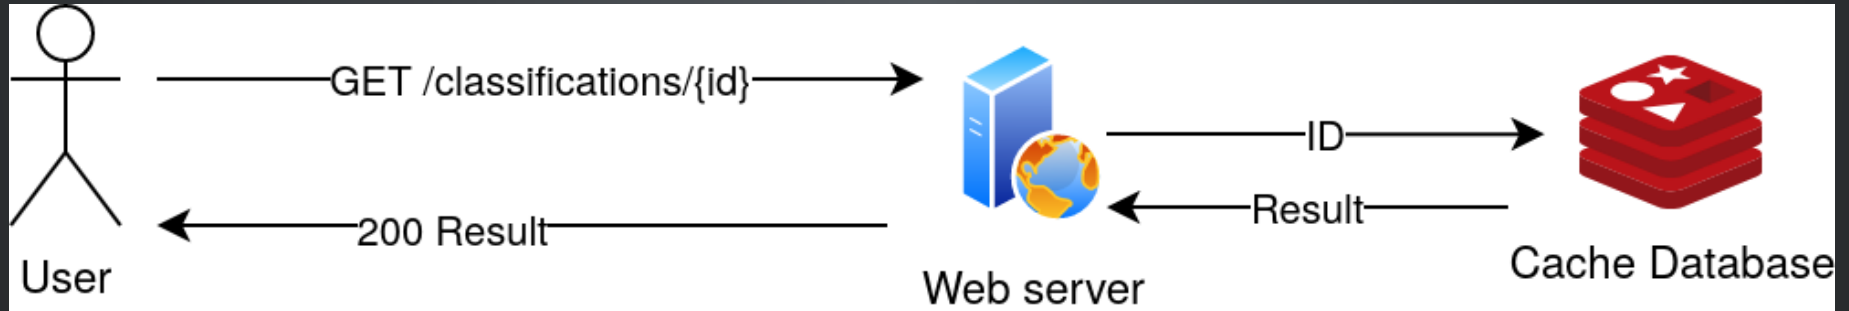 GET /classifications/{id}
ID
Result
200 Result
User
Web server
Cache Database